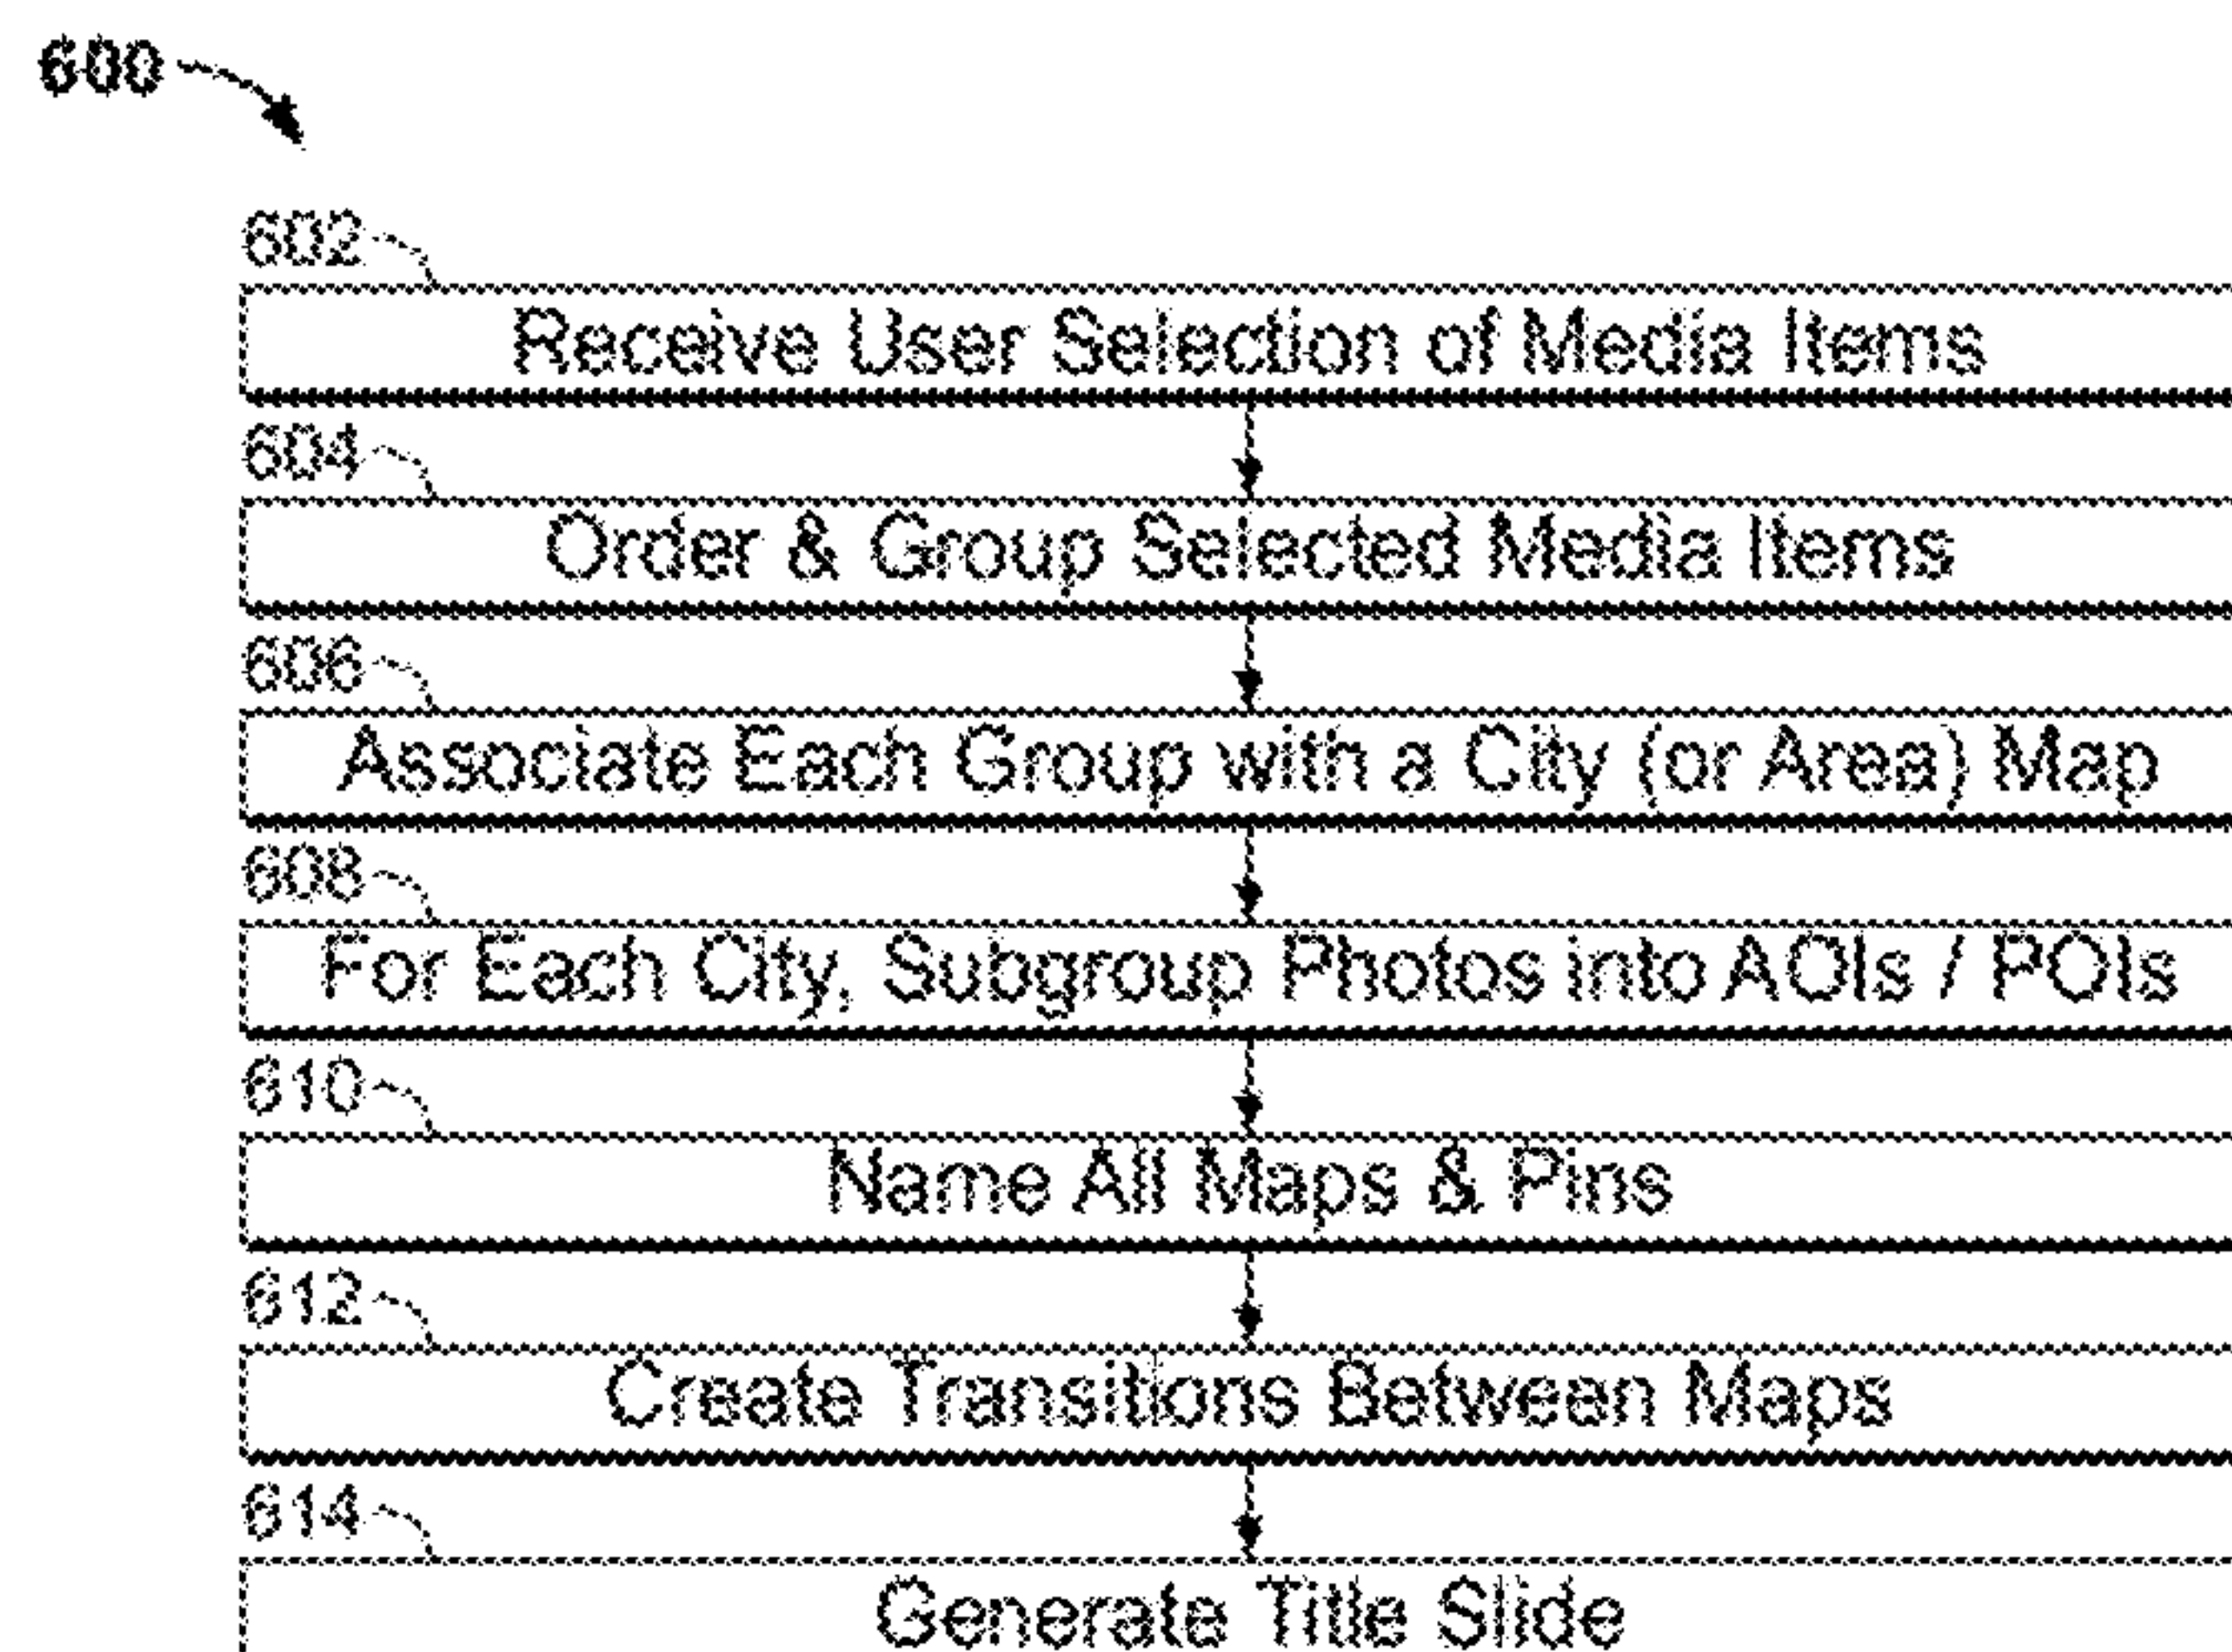 600
602
Receive User Selection of Media Items
604
Order & Group Selected Media Items
606
Associate Each Group with a City (or Area) Map
608
For Each City, Subgroup Photos into AOIs / POIs
610
Name All Maps & Pins
612
Create Transitions Between Maps
614
Generate Title Slide